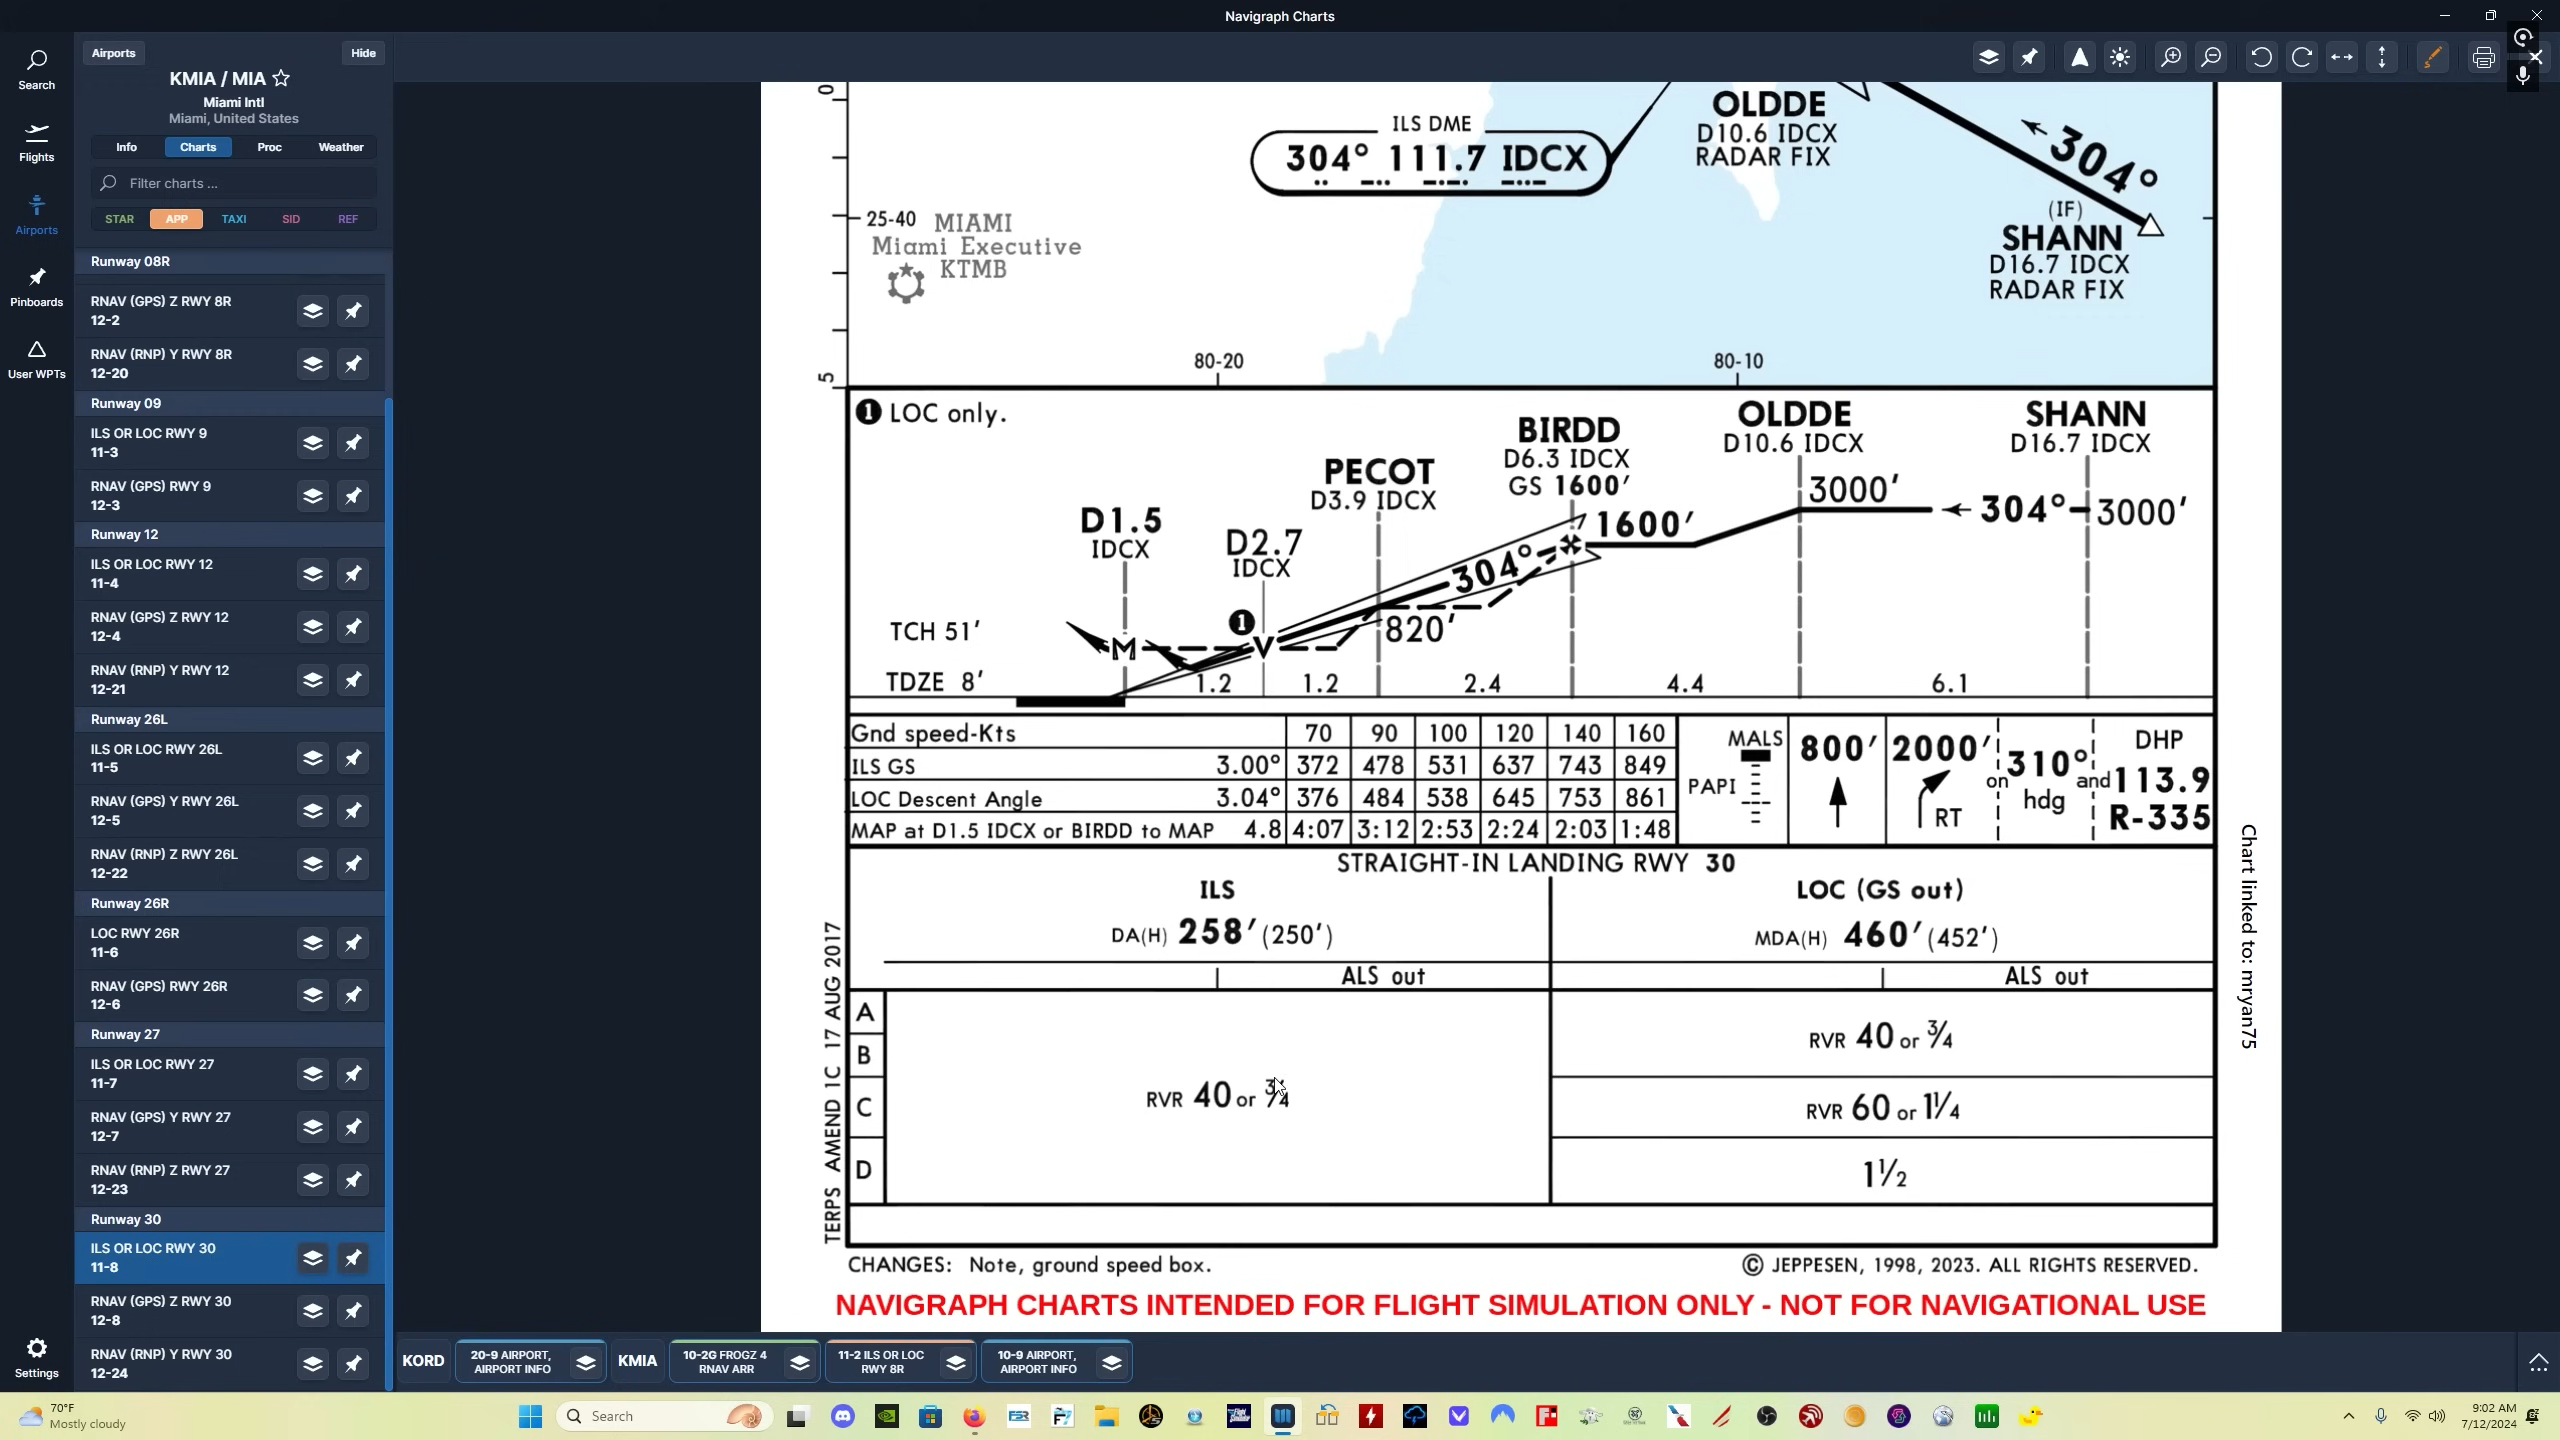 Navigraph Charts
Search
Flights
Airports
Pinboards
User WPTs
Settings
Airports
Hide
KMIA / MIA
Miami Intl
Miami, United States
Info
Charts
Proc
Weather
Filter charts ...
STAR
APP
TAXI
SID
REF
Runway 08R
RNAV (GPS) Z RWY 8R
12-2
RNAV (RNP) Y RWY 8R
12-20
Runway 09
ILS OR LOC RWY 9
11-3
RNAV (GPS) RWY 9
12-3
Runway 12
ILS OR LOC RWY 12
11-4
RNAV (GPS) Z RWY 12
12-4
RNAV (RNP) Y RWY 12
12-21
Runway 26L
ILS OR LOC RWY 26L
11-5
RNAV (GPS) Y RWY 26L
12-5
RNAV (RNP) Z RWY 26L
12-22
Runway 26R
LOC RWY 26R
11-6
RNAV (GPS) RWY 26R
12-6
Runway 27
ILS OR LOC RWY 27
11-7
RNAV (GPS) Y RWY 27
12-7
RNAV (RNP) Z RWY 27
12-23
Runway 30
ILS OR LOC RWY 30
11-8
RNAV (GPS) Z RWY 30
12-8
RNAV (RNP) Y RWY 30
12-24
0
5
ILS DME
304° 111.7 IDCX
OLDDE
D10.6 IDCX
RADAR FIX
304°
(IF)
SHANN
D16.7 IDCX
RADAR FIX
25-40
MIAMI
Miami Executive
KTMB
80-20
80-10
1 LOC only.
D1.5
IDCX
D2.7
IDCX
PECOT
D3.9 IDCX
BIRDD
D6.3 IDCX
GS 1600'
OLDDE
D10.6 IDCX
SHANN
D16.7 IDCX
3000'
304°
3000'
1600'
304°
1
820'
M
V
TCH 51'
TDZE 8'
1.2
1.2
2.4
4.4
6.1
Gnd speed-Kts 70 90 100 120 140 160
ILS GS 3.00° 372 478 531 637 743 849
LOC Descent Angle 3.04° 376 484 538 645 753 861
MAP at D1.5 IDCX or BIRDD to MAP 4.8 4:07 3:12 2:53 2:24 2:03 1:48
MALS
PAPI
800'
2000'
RT
on
310°
hdg
and
DHP
113.9
R-335
STRAIGHT-IN LANDING RWY 30
ILS
LOC (GS out)
DA(H) 258' (250')
MDA(H) 460' (452')
ALS out
ALS out
A
B
C
D
RVR 40 or ¾
RVR 40 or ¾
RVR 60 or 1¼
1½
TERPS AMEND 1C 17 AUG 2017
Chart linked to: mryan75
CHANGES: Note, ground speed box.
© JEPPESEN, 1998, 2023. ALL RIGHTS RESERVED.
NAVIGRAPH CHARTS INTENDED FOR FLIGHT SIMULATION ONLY - NOT FOR NAVIGATIONAL USE
KORD
20-9 AIRPORT,
AIRPORT INFO
KMIA
10-2G FROGZ 4
RNAV ARR
11-2 ILS OR LOC
RWY 8R
10-9 AIRPORT,
AIRPORT INFO
70°F
Mostly cloudy
Search
9:02 AM
7/12/2024